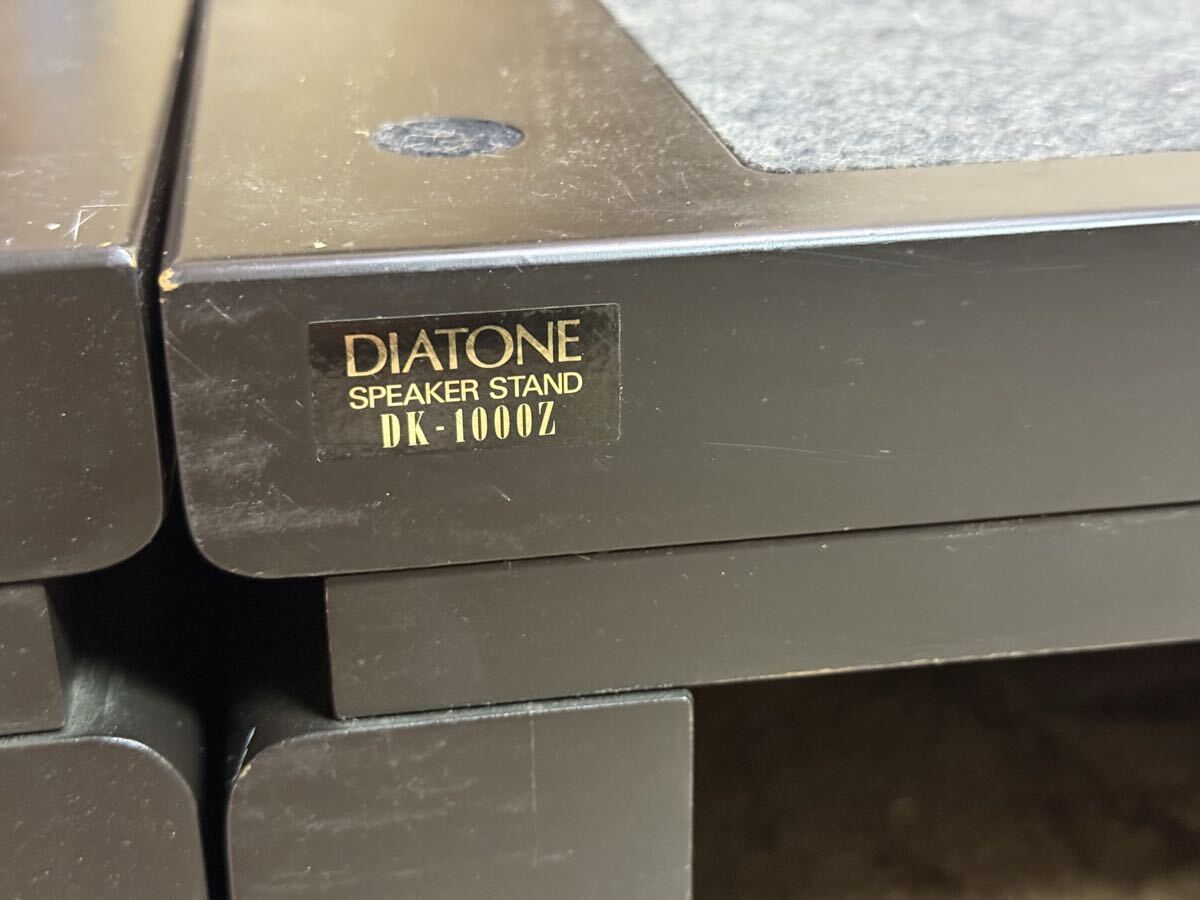 DIATONE
SPEAKER STAND
DK-1000Z